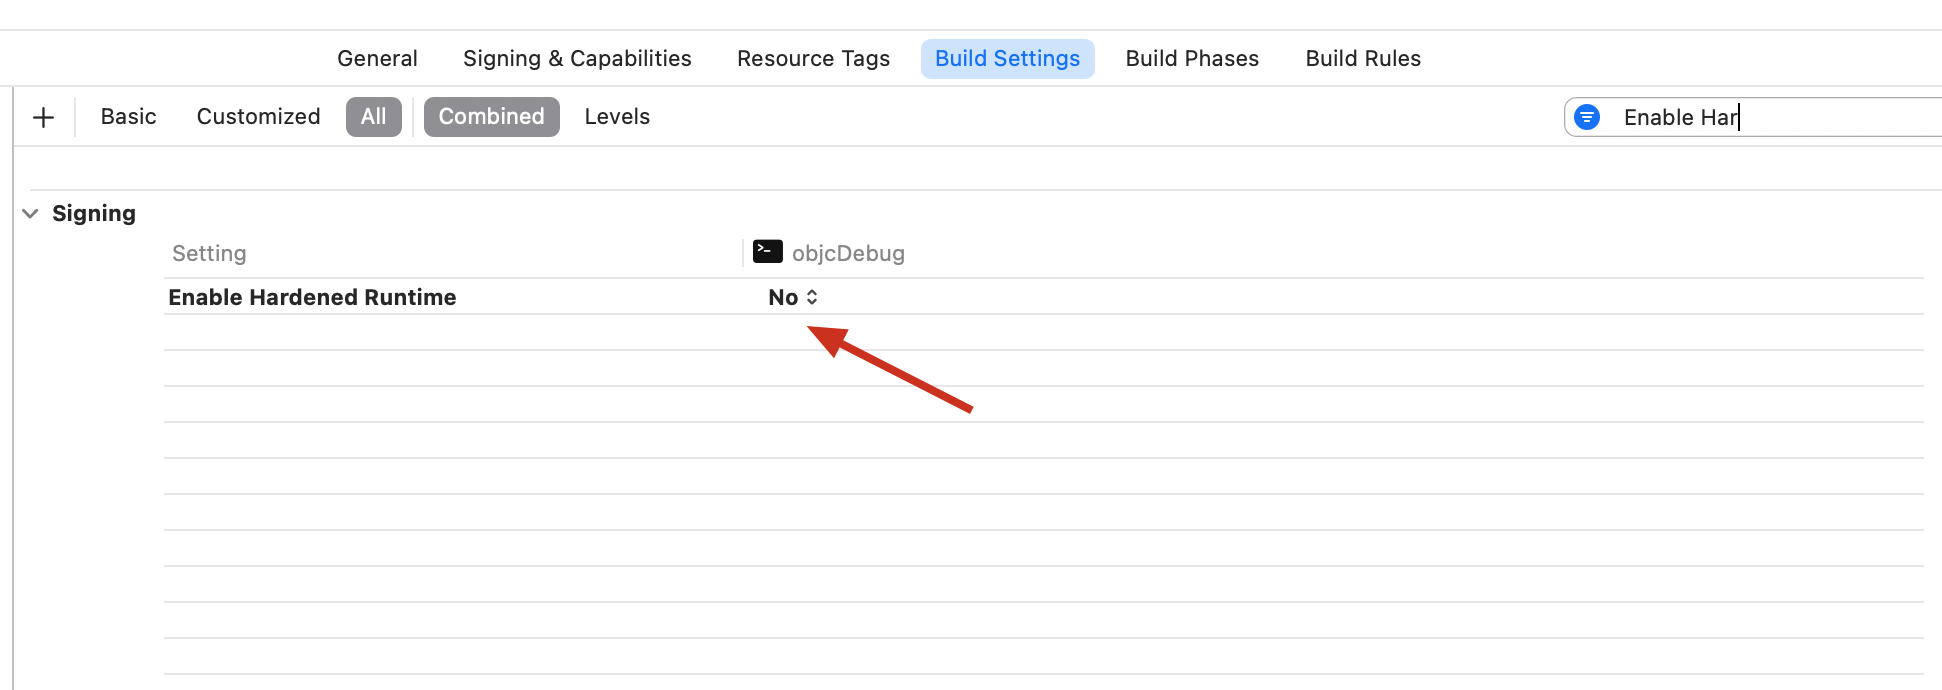 General Signing & Capabilities Resource Tags Build Settings Build Phases Build Rules
+ Basic Customized All Combined Levels Enable Har
Signing
Setting >_ objcDebug
Enable Hardened Runtime No